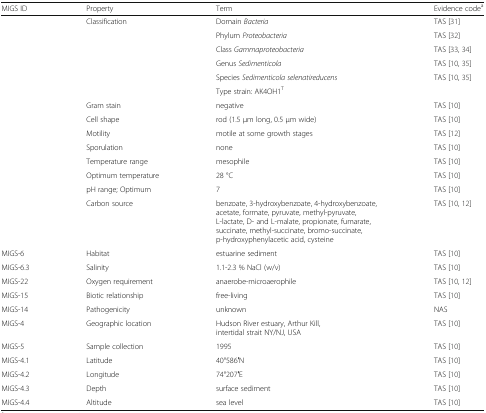 MIGS ID Property Term Evidence codeᵃ
Classification Domain Bacteria TAS [31]
Phylum Proteobacteria TAS [32]
Class Gammaproteobacteria TAS [33, 34]
Genus Sedimenticola TAS [10, 35]
Species Sedimenticola selenatireducens TAS [10, 35]
Type strain: AK4OH1ᵀ
Gram stain negative TAS [10]
Cell shape rod (1.5 μm long, 0.5 μm wide) TAS [10]
Motility motile at some growth stages TAS [12]
Sporulation none TAS [10]
Temperature range mesophile TAS [10]
Optimum temperature 28 °C TAS [10]
pH range; Optimum 7 TAS [10]
Carbon source benzoate, 3-hydroxybenzoate, 4-hydroxybenzoate, TAS [10, 12]
acetate, formate, pyruvate, methyl-pyruvate,
L-lactate, D- and L-malate, propionate, fumarate,
succinate, methyl-succinate, bromo-succinate,
p-hydroxyphenylacetic acid, cysteine
MIGS-6 Habitat estuarine sediment TAS [10]
MIGS-6.3 Salinity 1.1-2.3 % NaCl (w/v) TAS [10]
MIGS-22 Oxygen requirement anaerobe-microaerophile TAS [10, 12]
MIGS-15 Biotic relationship free-living TAS [10]
MIGS-14 Pathogenicity unknown NAS
MIGS-4 Geographic location Hudson River estuary, Arthur Kill, TAS [10]
intertidal strait NY/NJ, USA
MIGS-5 Sample collection 1995 TAS [10]
MIGS-4.1 Latitude 40°586′N TAS [10]
MIGS-4.2 Longitude 74°207′E TAS [10]
MIGS-4.3 Depth surface sediment TAS [10]
MIGS-4.4 Altitude sea level TAS [10]